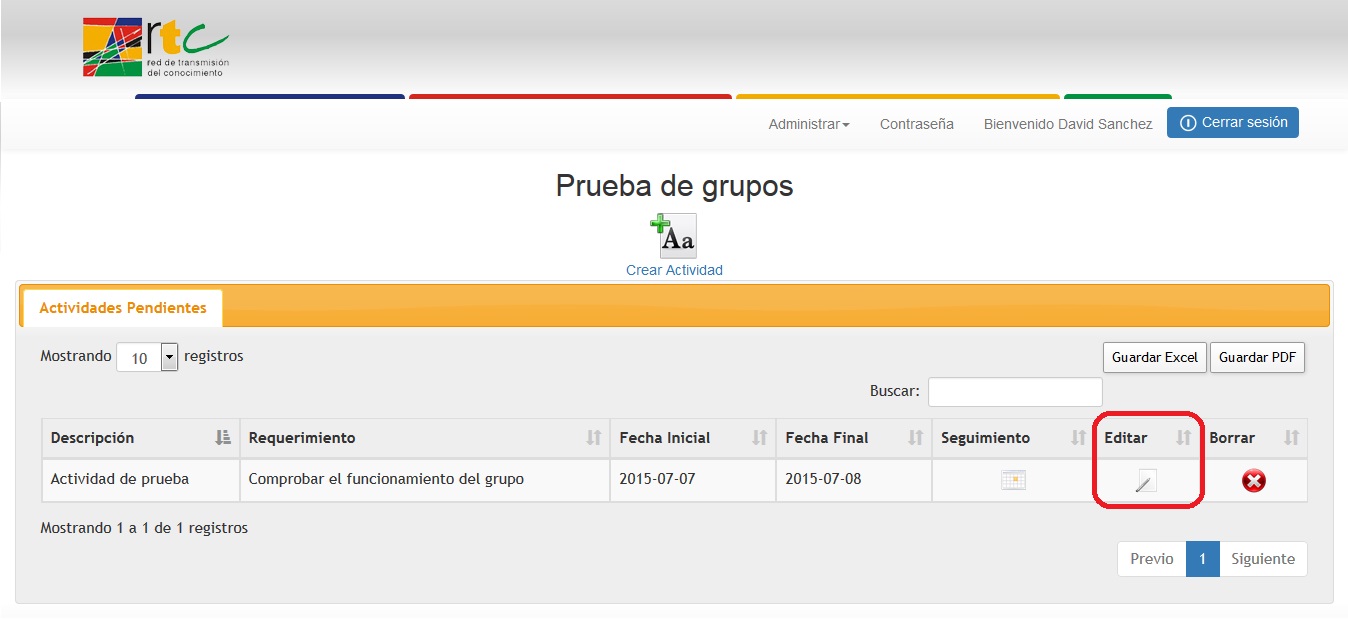 rtc
red de transmisión
del conocimiento
Administrar Contraseña Bienvenido David Sanchez Cerrar sesión
Prueba de grupos
Aa
Crear Actividad
Actividades Pendientes
Mostrando 10 registros Guardar Excel Guardar PDF
Buscar:
Descripción Requerimiento Fecha Inicial Fecha Final Seguimiento Editar Borrar
Actividad de prueba Comprobar el funcionamiento del grupo 2015-07-07 2015-07-08
Mostrando 1 a 1 de 1 registros
Previo 1 Siguiente